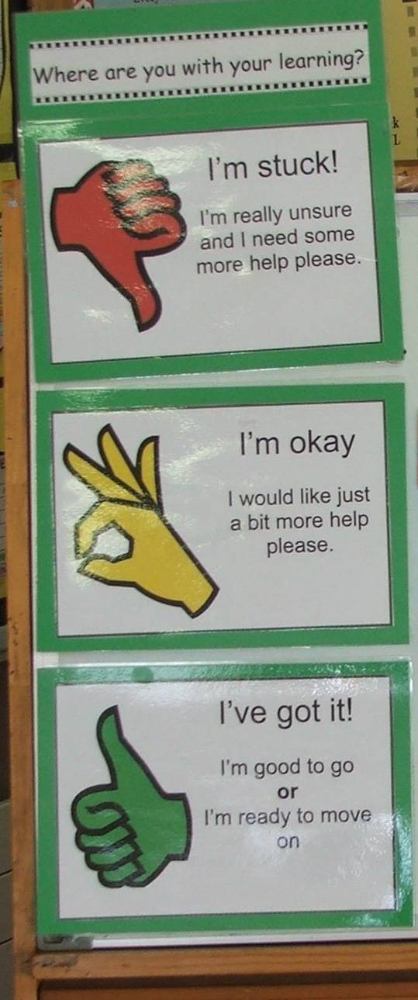 Where are you with your learning?
I'm stuck!
I'm really unsure
and I need some
more help please.
I'm okay
I would like just
a bit more help
please.
I've got it!
I'm good to go
or
I'm ready to move
on
k
L